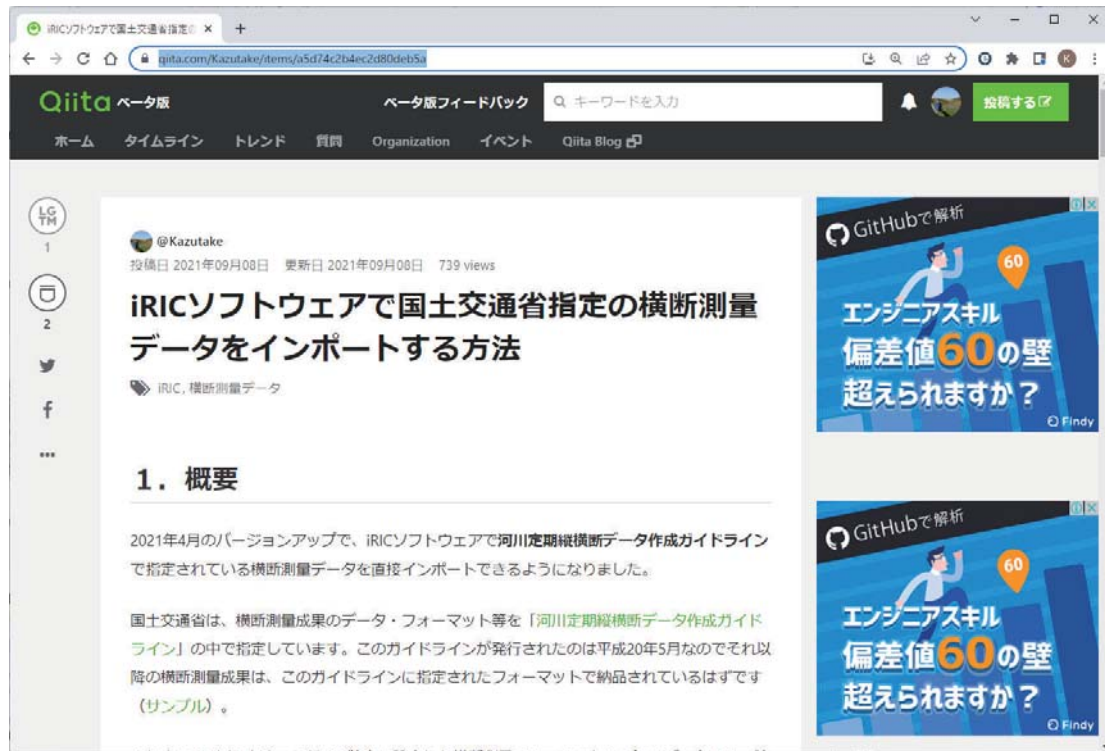 iRICソフトウェアで国土交通省指定の
qiita.com/Kazutake/items/a5d74c2b4ec2d80deb5a
K
Qiita ベータ版
ベータ版フィードバック
キーワードを入力
投稿する
ホーム タイムライン トレンド 質問 Organization イベント Qiita Blog
LG
TM
1
2
@Kazutake
投稿日 2021年09月08日 更新日 2021年09月08日 739 views
iRICソフトウェアで国土交通省指定の横断測量
データをインポートする方法
iRIC, 横断測量データ
1. 概要
2021年4月のバージョンアップで、iRICソフトウェアで河川定期縦横断データ作成ガイドライン
で指定されている横断測量データを直接インポートできるようになりました。
国土交通省は、横断測量成果のデータ・フォーマット等を「河川定期縦横断データ作成ガイド
ライン」の中で指定しています。このガイドラインが発行されたのは平成20年5月なのでそれ以
降の横断測量成果は、このガイドラインに指定されたフォーマットで納品されているはずです
（サンプル）。
GitHubで解析
60
エンジニアスキル
偏差値60の壁
超えられますか？
Findy
GitHubで解析
60
エンジニアスキル
偏差値60の壁
超えられますか？
Findy